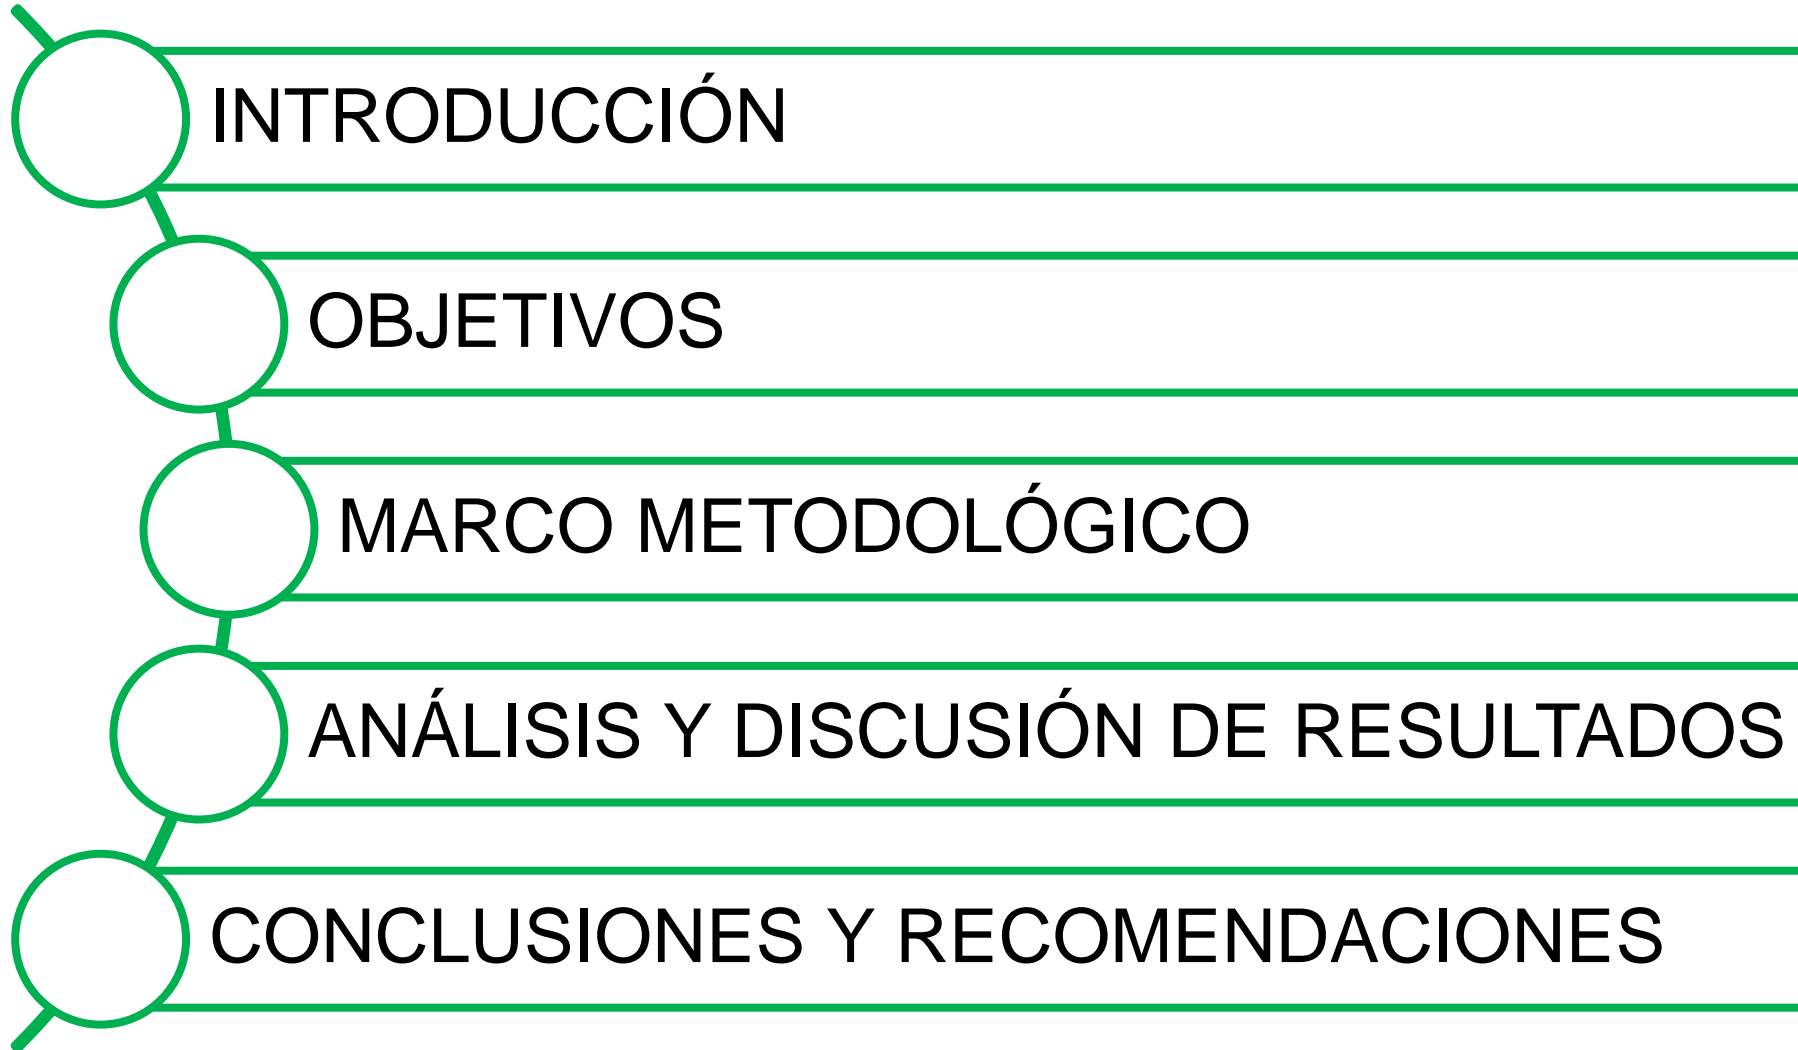 INTRODUCCIÓN
OBJETIVOS
MARCO METODOLÓGICO
ANÁLISIS Y DISCUSIÓN DE RESULTADOS
CONCLUSIONES Y RECOMENDACIONES